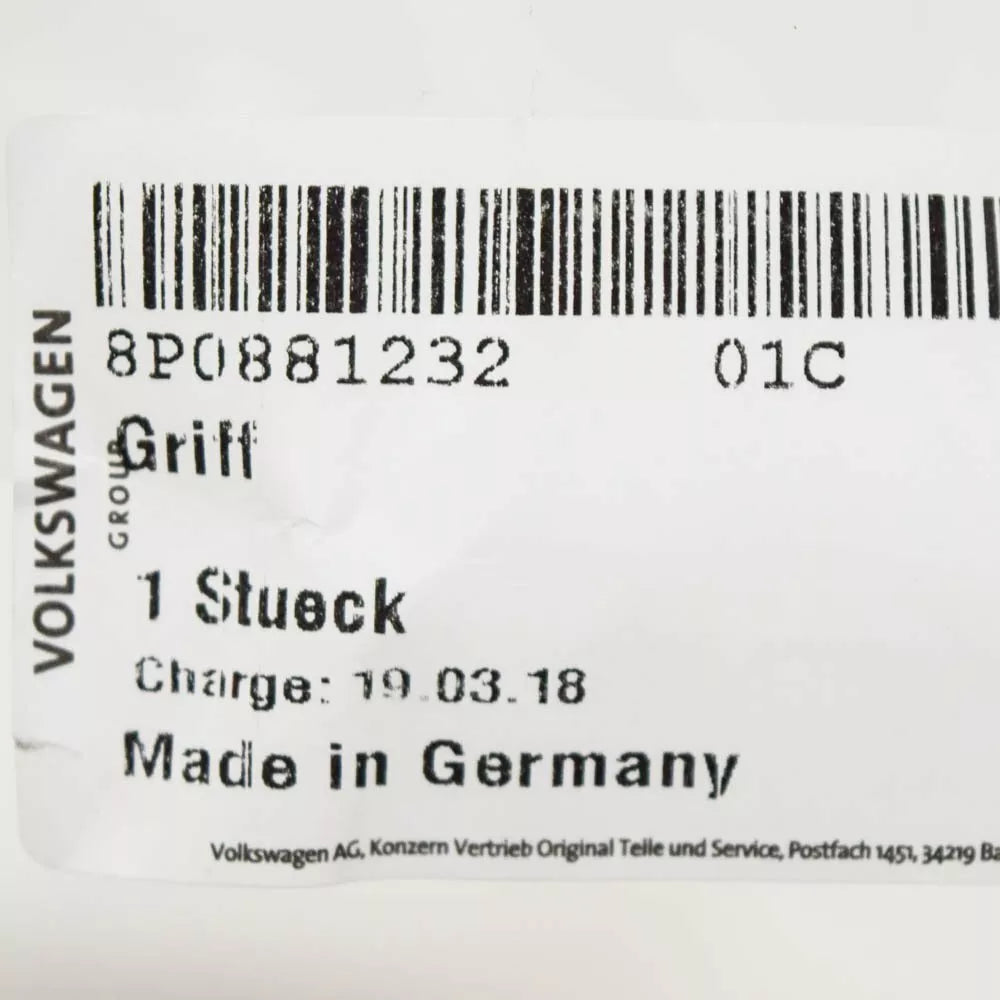 8P0881232 01C
Griff
1 Stueck
Charge: 19.03.18
Made in Germany
Volkswagen AG, Konzern Vertrieb Original Teile und Service, Postfach 1451, 34219 Ba
VOLKSWAGEN
GROUP